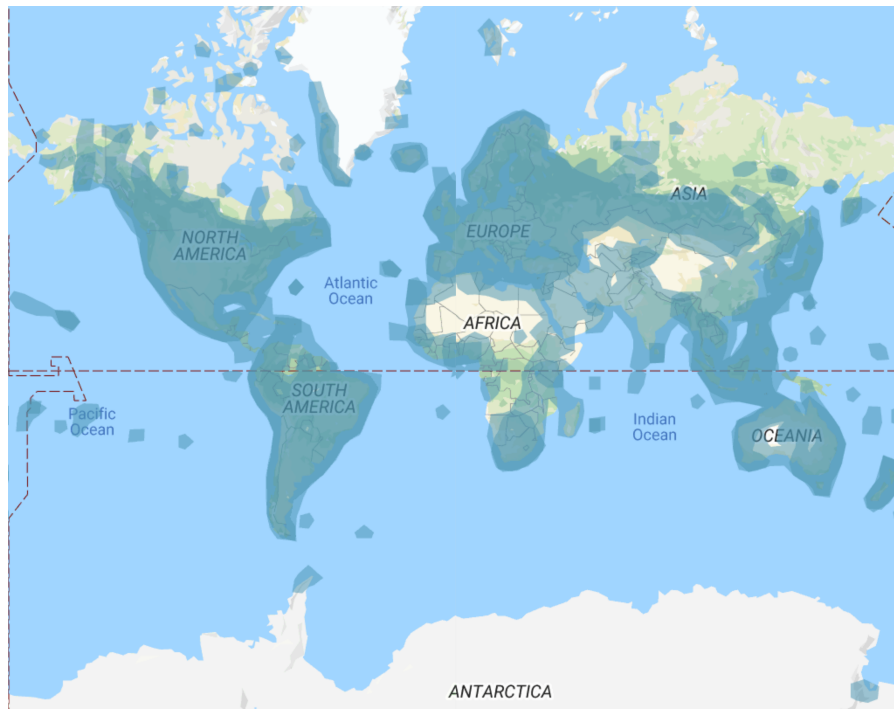 ASIA
EUROPE
NORTH
AMERICA
Atlantic
Ocean
AFRICA
SOUTH
AMERICA
Pacific
Ocean
Indian
Ocean
OCEANIA
ANTARCTICA